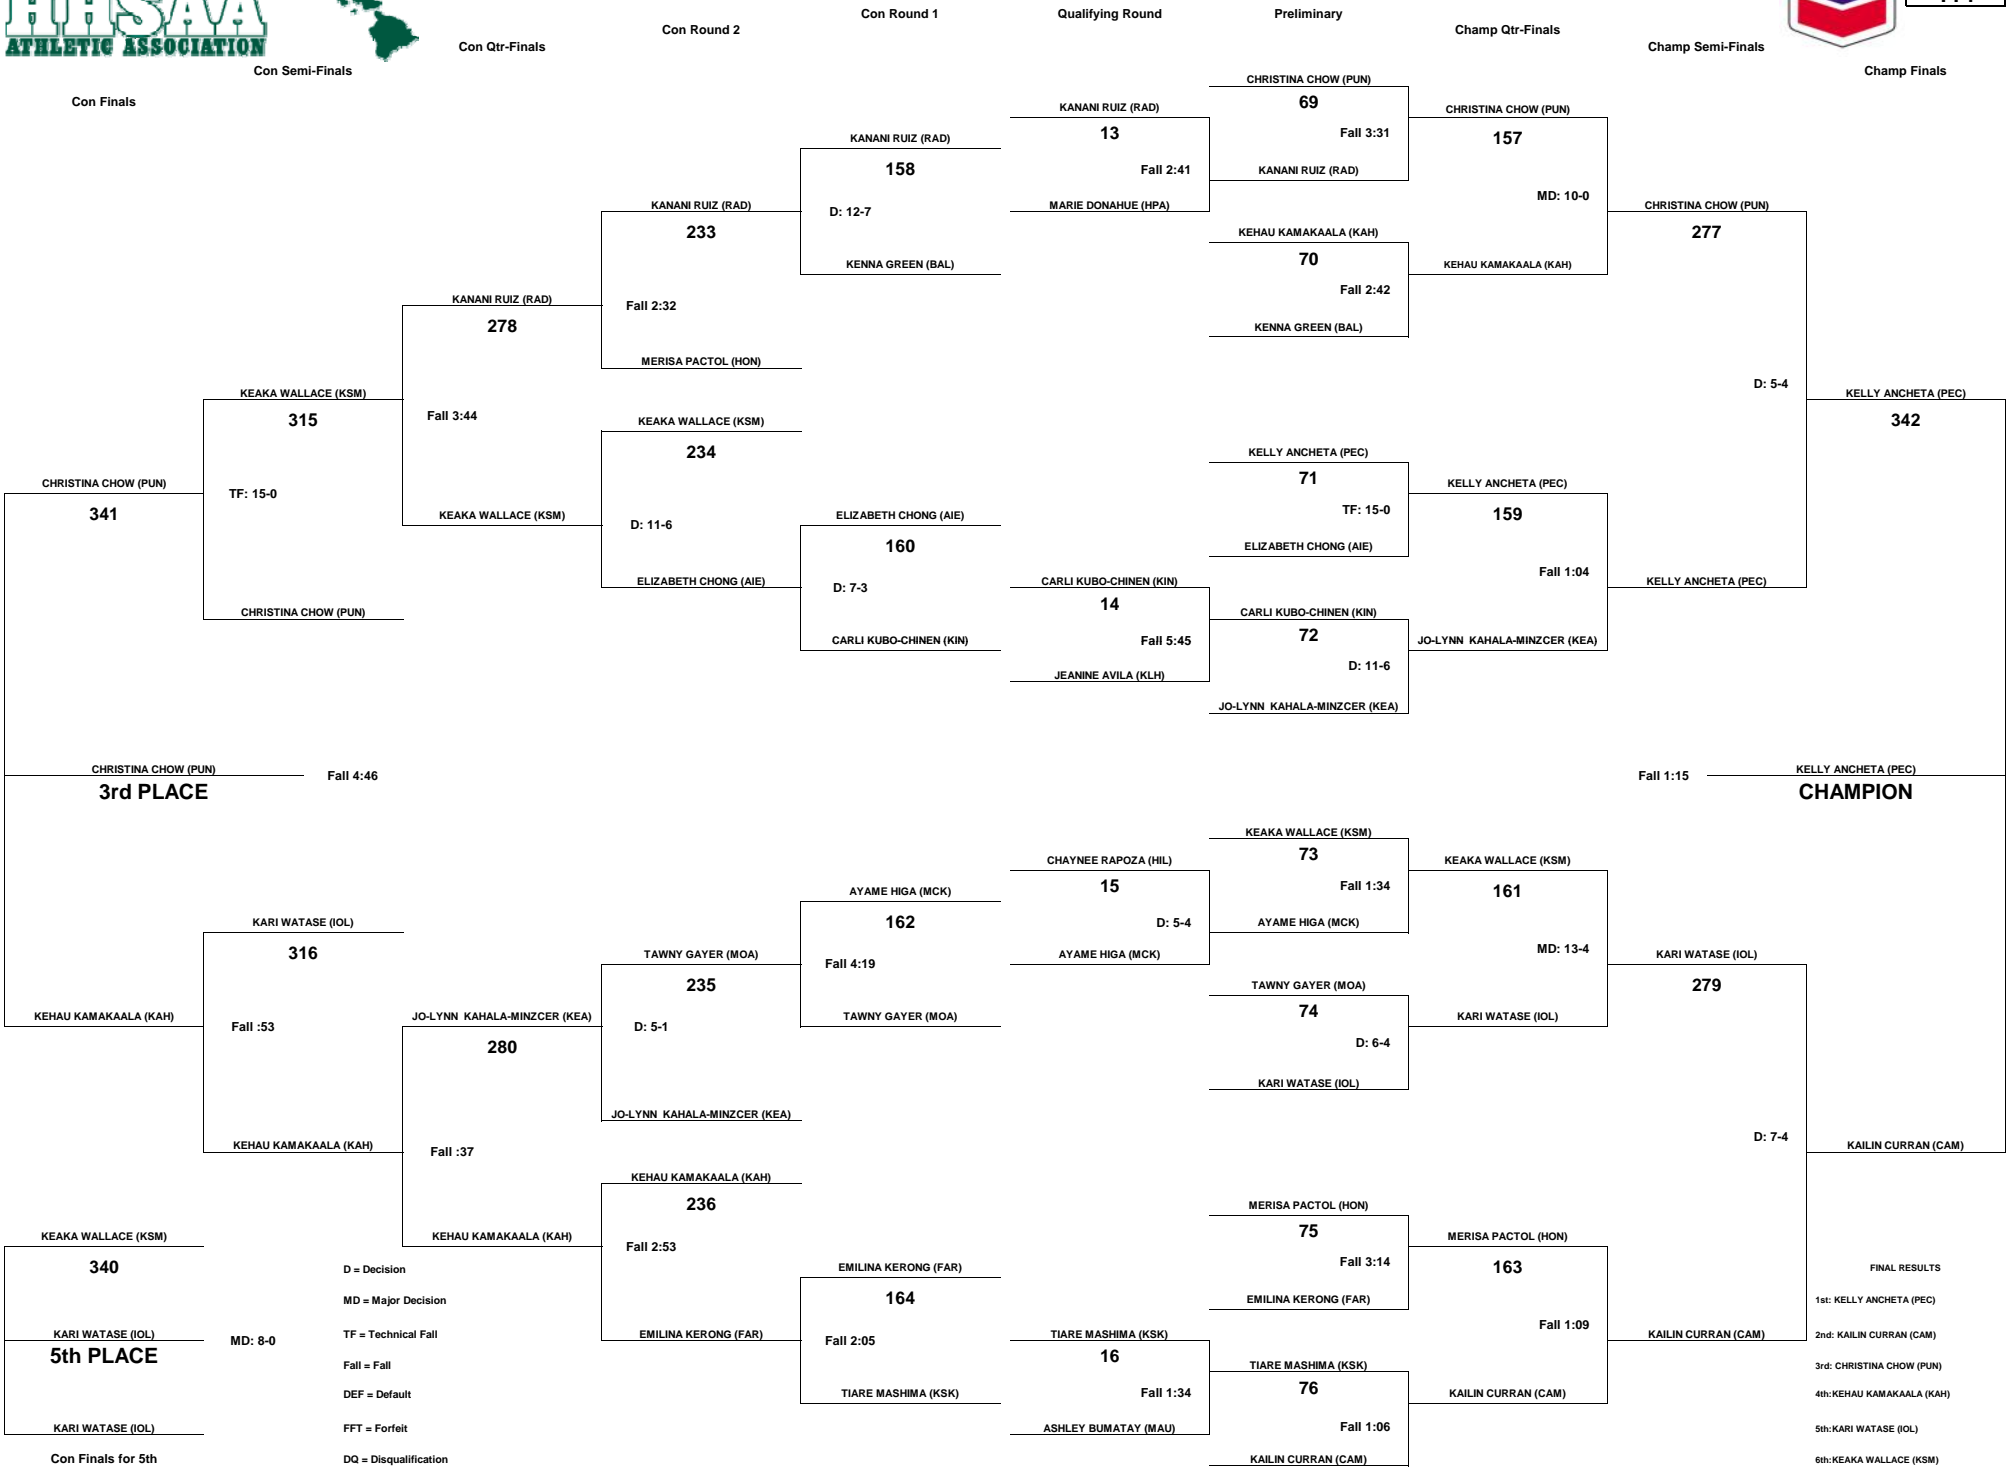 HHSAA
ATHLETIC ASSOCIATION
Con Finals
Con Semi-Finals
Con Qtr-Finals
Con Round 2
Con Round 1
Qualifying Round
Preliminary
Champ Qtr-Finals
Champ Semi-Finals
Champ Finals
CHRISTINA CHOW (PUN)
69
Fall 3:31
KANANI RUIZ (RAD)
KANANI RUIZ (RAD)
13
Fall 2:41
MARIE DONAHUE (HPA)
CHRISTINA CHOW (PUN)
157
MD: 10-0
KEHAU KAMAKAALA (KAH)
KANANI RUIZ (RAD)
158
D: 12-7
KENNA GREEN (BAL)
KANANI RUIZ (RAD)
233
Fall 2:32
MERISA PACTOL (HON)
KEHAU KAMAKAALA (KAH)
70
Fall 2:42
KENNA GREEN (BAL)
CHRISTINA CHOW (PUN)
277
D: 5-4
KELLY ANCHETA (PEC)
KANANI RUIZ (RAD)
278
Fall 3:44
KEAKA WALLACE (KSM)
KEAKA WALLACE (KSM)
315
TF: 15-0
CHRISTINA CHOW (PUN)
KEAKA WALLACE (KSM)
234
D: 11-6
ELIZABETH CHONG (AIE)
KELLY ANCHETA (PEC)
71
TF: 15-0
ELIZABETH CHONG (AIE)
KELLY ANCHETA (PEC)
342
KELLY ANCHETA (PEC)
159
Fall 1:04
JO-LYNN KAHALA-MINZCER (KEA)
CHRISTINA CHOW (PUN)
341
ELIZABETH CHONG (AIE)
160
D: 7-3
CARLI KUBO-CHINEN (KIN)
CARLI KUBO-CHINEN (KIN)
14
Fall 5:45
JEANINE AVILA (KLH)
CARLI KUBO-CHINEN (KIN)
72
D: 11-6
JO-LYNN KAHALA-MINZCER (KEA)
CHRISTINA CHOW (PUN)
3rd PLACE
Fall 4:46
Fall 1:15
KELLY ANCHETA (PEC)
CHAMPION
KEAKA WALLACE (KSM)
73
Fall 1:34
AYAME HIGA (MCK)
CHAYNEE RAPOZA (HIL)
15
D: 5-4
AYAME HIGA (MCK)
KEAKA WALLACE (KSM)
161
MD: 13-4
KARI WATASE (IOL)
AYAME HIGA (MCK)
162
Fall 4:19
TAWNY GAYER (MOA)
KARI WATASE (IOL)
316
Fall :53
KEHAU KAMAKAALA (KAH)
TAWNY GAYER (MOA)
235
D: 5-1
JO-LYNN KAHALA-MINZCER (KEA)
TAWNY GAYER (MOA)
74
D: 6-4
KARI WATASE (IOL)
KARI WATASE (IOL)
279
D: 7-4
KAILIN CURRAN (CAM)
KEHAU KAMAKAALA (KAH)
JO-LYNN KAHALA-MINZCER (KEA)
280
Fall :37
KEHAU KAMAKAALA (KAH)
KAILIN CURRAN (CAM)
KEHAU KAMAKAALA (KAH)
236
Fall 2:53
EMILINA KERONG (FAR)
MERISA PACTOL (HON)
75
Fall 3:14
EMILINA KERONG (FAR)
MERISA PACTOL (HON)
163
Fall 1:09
KAILIN CURRAN (CAM)
EMILINA KERONG (FAR)
164
Fall 2:05
TIARE MASHIMA (KSK)
TIARE MASHIMA (KSK)
16
Fall 1:34
ASHLEY BUMATAY (MAU)
TIARE MASHIMA (KSK)
76
Fall 1:06
KAILIN CURRAN (CAM)
KEAKA WALLACE (KSM)
340
KARI WATASE (IOL)
5th PLACE
MD: 8-0
KARI WATASE (IOL)
Con Finals for 5th
D = Decision
MD = Major Decision
TF = Technical Fall
Fall = Fall
DEF = Default
FFT = Forfeit
DQ = Disqualification
FINAL RESULTS
1st: KELLY ANCHETA (PEC)
2nd: KAILIN CURRAN (CAM)
3rd: CHRISTINA CHOW (PUN)
4th:KEHAU KAMAKAALA (KAH)
5th:KARI WATASE (IOL)
6th:KEAKA WALLACE (KSM)